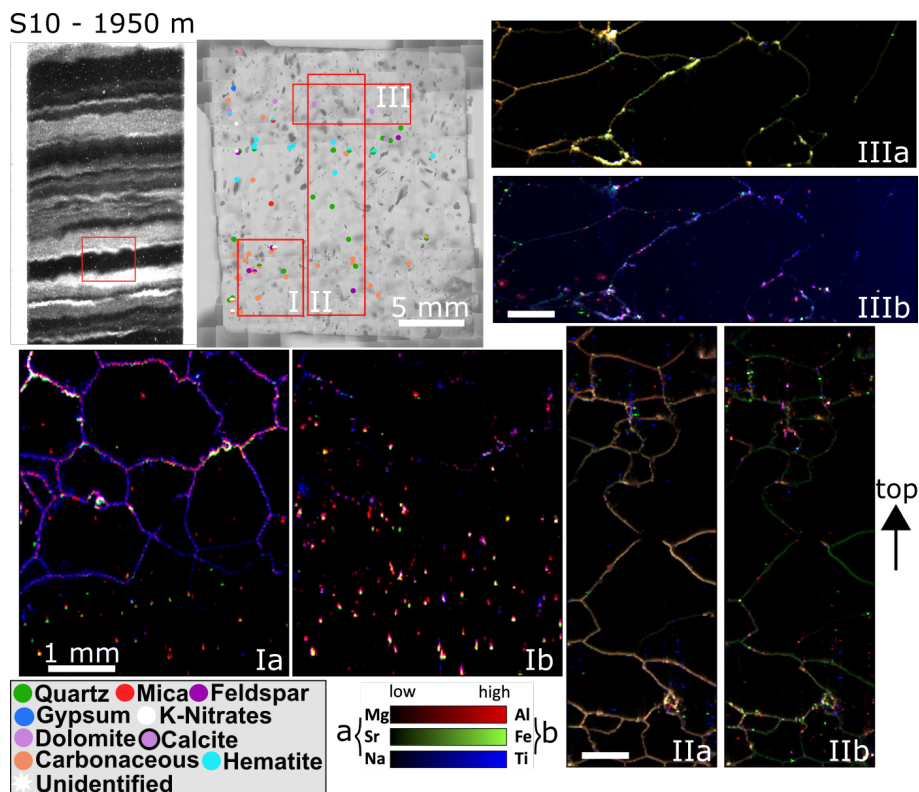 S10 - 1950 m
III
I
II
5 mm
IIIa
IIIb
Ia
1 mm
Ib
IIa
IIb
top
Quartz Mica Feldspar
Gypsum K-Nitrates
Dolomite Calcite
Carbonaceous Hematite
Unidentified
low high
a{ Mg Al }b
Sr Fe
Na Ti